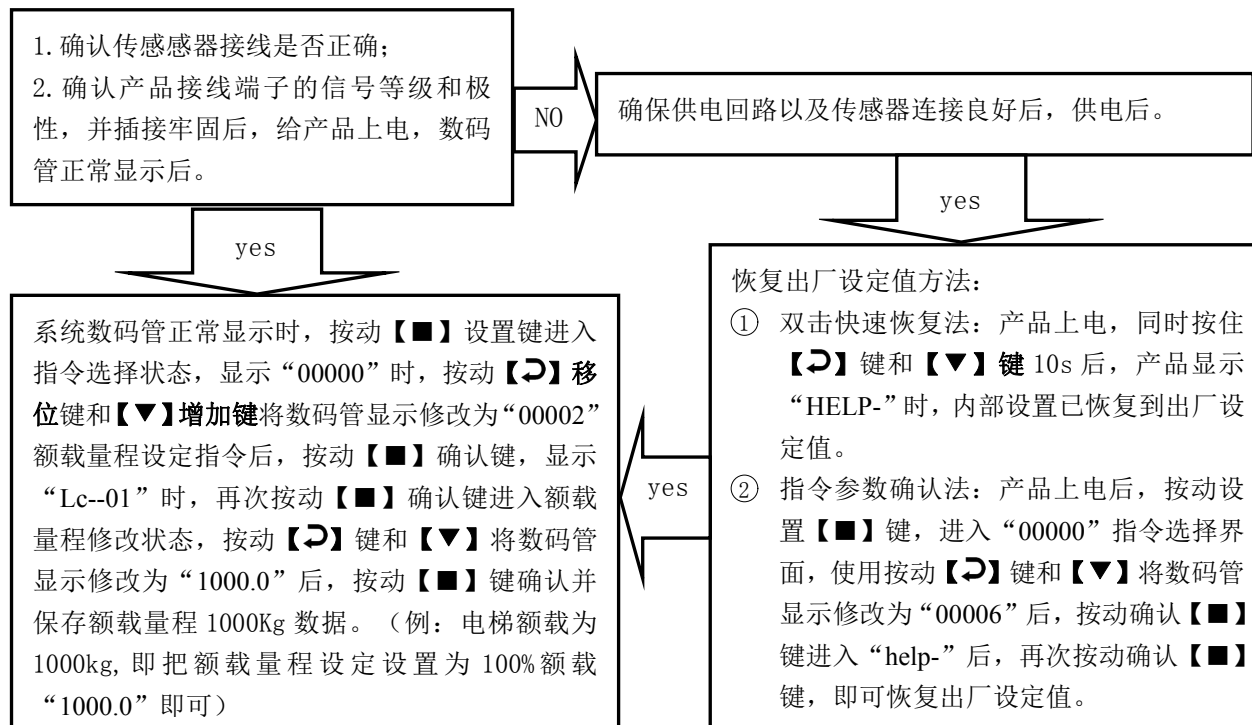 1.确认传感感器接线是否正确；
2.确认产品接线端子的信号等级和极
性，并插接牢固后，给产品上电，数码
管正常显示后。
NO
确保供电回路以及传感器连接良好后，供电后。
yes
yes
系统数码管正常显示时，按动【■】设置键进入
指令选择状态，显示“00000”时，按动【⮌】移
位键和【▼】增加键将数码管显示修改为“00002”
额载量程设定指令后，按动【■】确认键，显示
“Lc--01”时，再次按动【■】确认键进入额载
量程修改状态，按动【⮌】键和【▼】将数码管
显示修改为“1000.0”后，按动【■】键确认并
保存额载量程 1000Kg 数据。（例：电梯额载为
1000kg,即把额载量程设定设置为 100%额载
“1000.0”即可）
yes
恢复出厂设定值方法：
① 双击快速恢复法：产品上电，同时按住
【⮌】键和【▼】键 10s 后，产品显示
“HELP-”时，内部设置已恢复到出厂设
定值。
② 指令参数确认法：产品上电后，按动设
置【■】键，进入“00000”指令选择界
面，使用按动【⮌】键和【▼】将数码管
显示修改为“00006”后，按动确认【■】
键进入“help-”后，再次按动确认【■】
键，即可恢复出厂设定值。